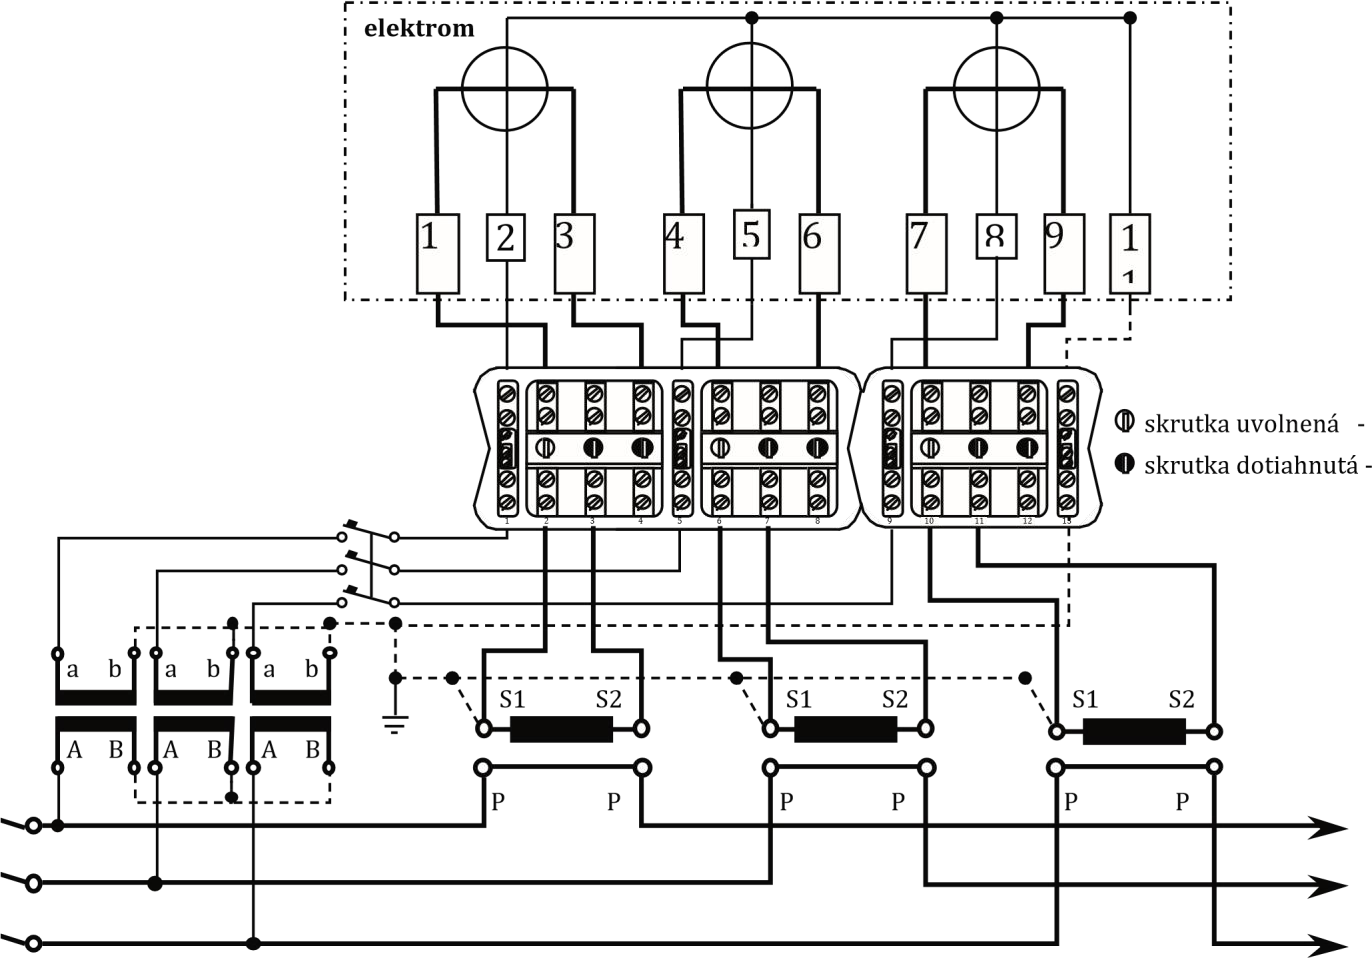 elektrom
1 2 3 4 5 6 7 8 9 1
1
skrutka uvolnená -
skrutka dotiahnutá -
1 2 3 4 5 6 7 8 9 10 11 12 13
a b a b a b
S1 S2 S1 S2 S1 S2
A B A B A B
P P P P P P